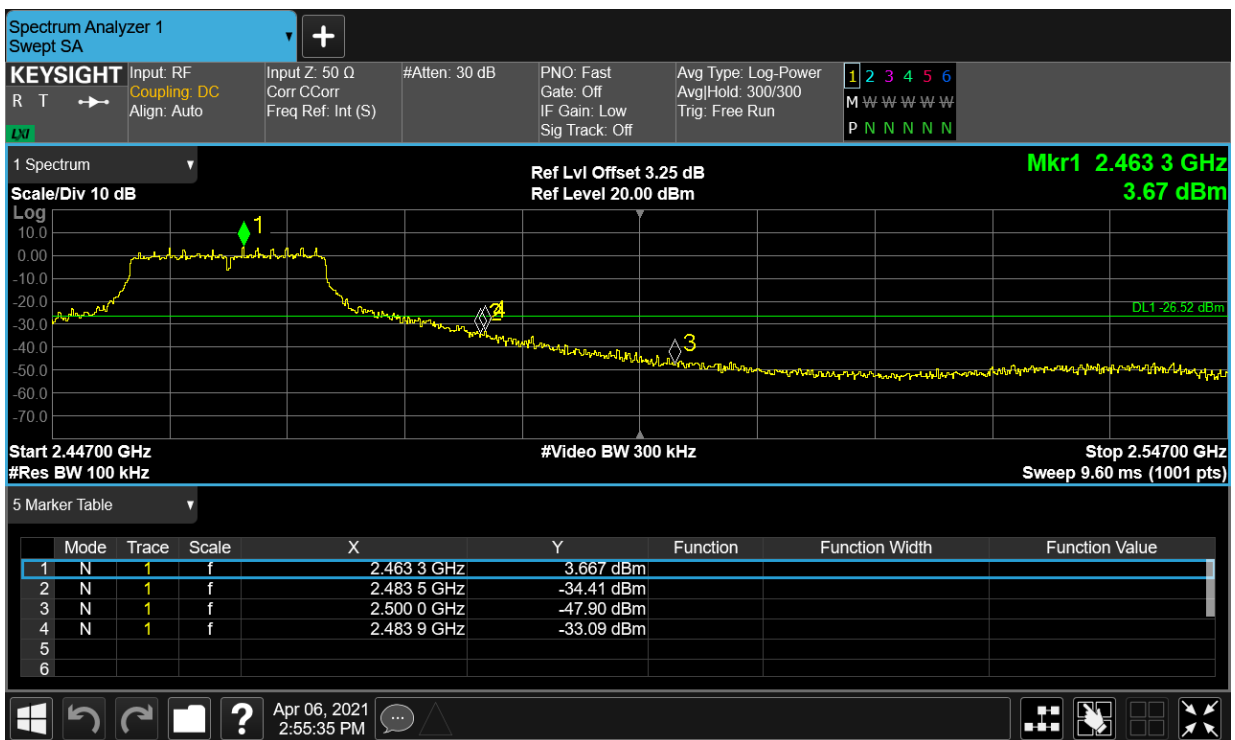 Spectrum Analyzer 1
Swept SA
+
KEYSIGHT Input: RF Input Z: 50 Ω #Atten: 30 dB PNO: Fast Avg Type: Log-Power 1 2 3 4 5 6
R T Coupling: DC Corr CCorr Gate: Off Avg|Hold: 300/300 M W W W W W
Align: Auto Freq Ref: Int (S) IF Gain: Low Trig: Free Run
LXI Sig Track: Off P N N N N N
1 Spectrum Ref Lvl Offset 3.25 dB Mkr1 2.463 3 GHz
Scale/Div 10 dB Ref Level 20.00 dBm 3.67 dBm
Log
10.0
0.00
-10.0
-20.0
-30.0
-40.0
-50.0
-60.0
-70.0
1
2 4
3
DL1 -26.52 dBm
Start 2.44700 GHz #Video BW 300 kHz Stop 2.54700 GHz
#Res BW 100 kHz Sweep 9.60 ms (1001 pts)
5 Marker Table
Mode Trace Scale X Y Function Function Width Function Value
1 N 1 f 2.463 3 GHz 3.667 dBm
2 N 1 f 2.483 5 GHz -34.41 dBm
3 N 1 f 2.500 0 GHz -47.90 dBm
4 N 1 f 2.483 9 GHz -33.09 dBm
5
6
? Apr 06, 2021
2:55:35 PM